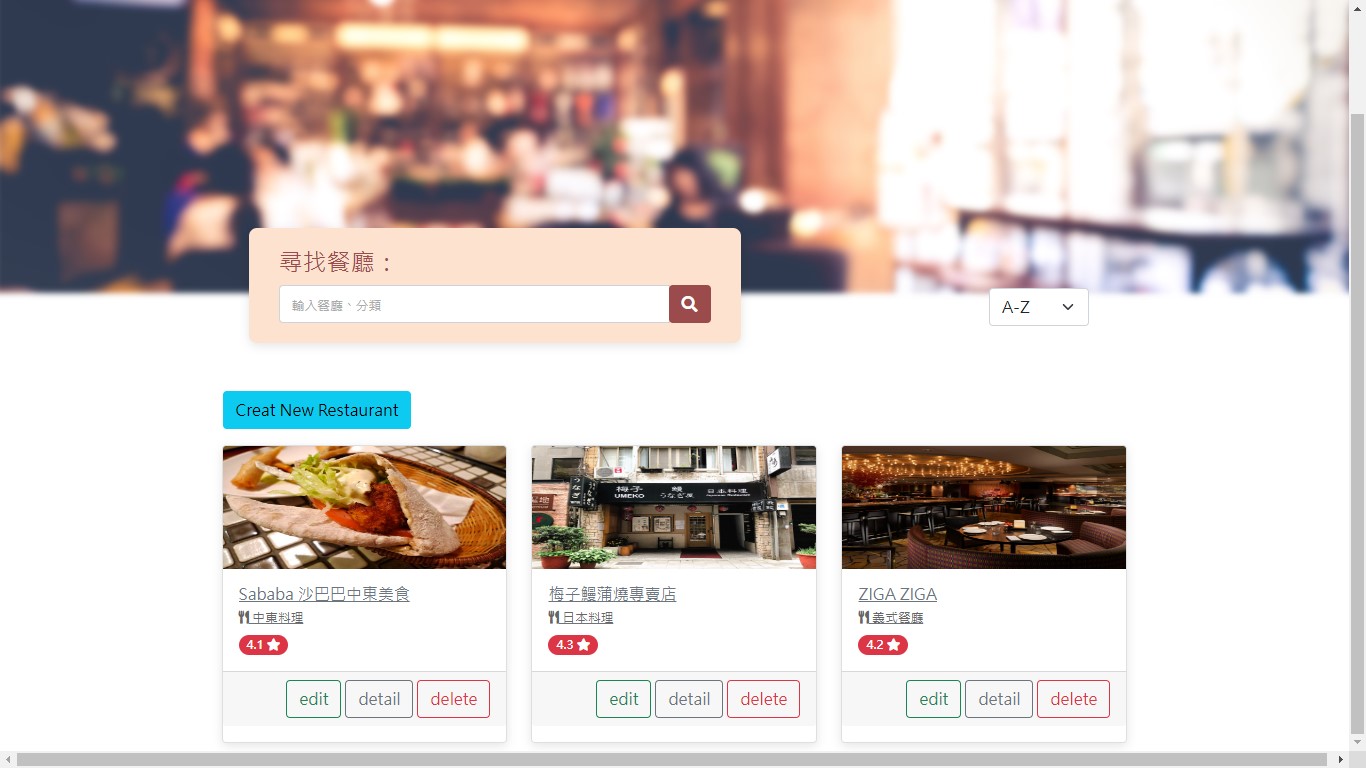 尋找餐廳：
輸入餐廳、分類
A-Z
Creat New Restaurant
梅子
UMEKO
うなぎ屋
日本料理
Sababa 沙巴巴中東美食
中東料理
4.1
edit detail delete
梅子鰻蒲燒專賣店
日本料理
4.3
edit detail delete
ZIGA ZIGA
義式餐廳
4.2
edit detail delete